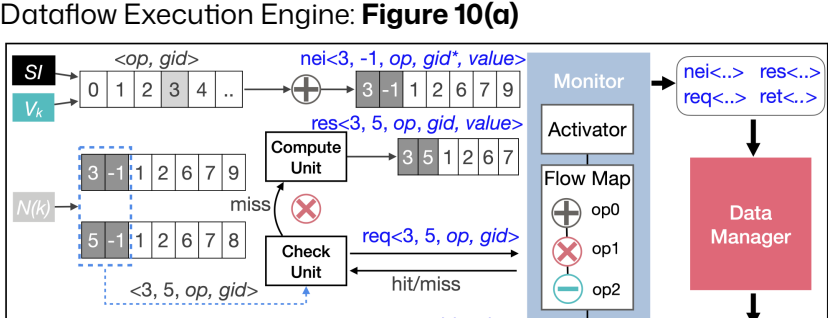 Dataflow Execution Engine: Figure 10(a)
<op, gid>
SI
Vk
0 1 2 3 4 ..
nei<3, -1, op, gid*, value>
3 -1 1 2 6 7 9
res<3, 5, op, gid, value>
3 5 1 2 6 7
Compute
Unit
3 -1 1 2 6 7 9
N(k)
5 -1 1 2 6 7 8
miss
Check
Unit
<3, 5, op, gid>
req<3, 5, op, gid>
hit/miss
Monitor
Activator
Flow Map
op0
op1
op2
nei<..> res<..>
req<..> ret<..>
Data
Manager